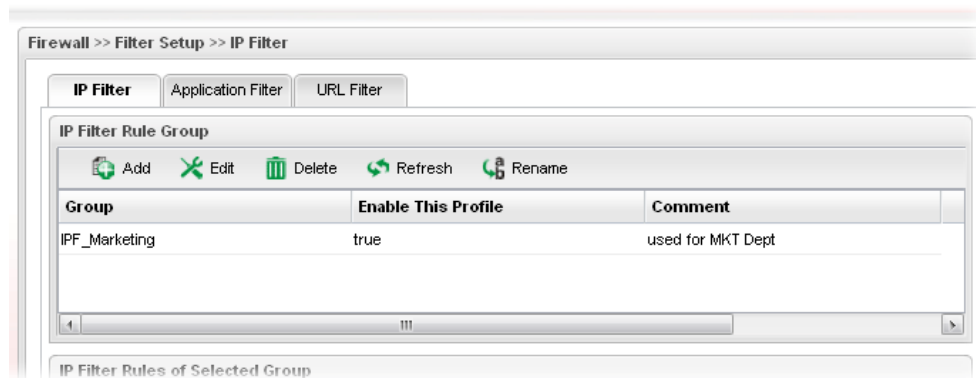 Firewall >> Filter Setup >> IP Filter
IP Filter Application Filter URL Filter
IP Filter Rule Group
Add Edit Delete Refresh Rename
Group Enable This Profile Comment
IPF_Marketing true used for MKT Dept
IP Filter Rules of Selected Group